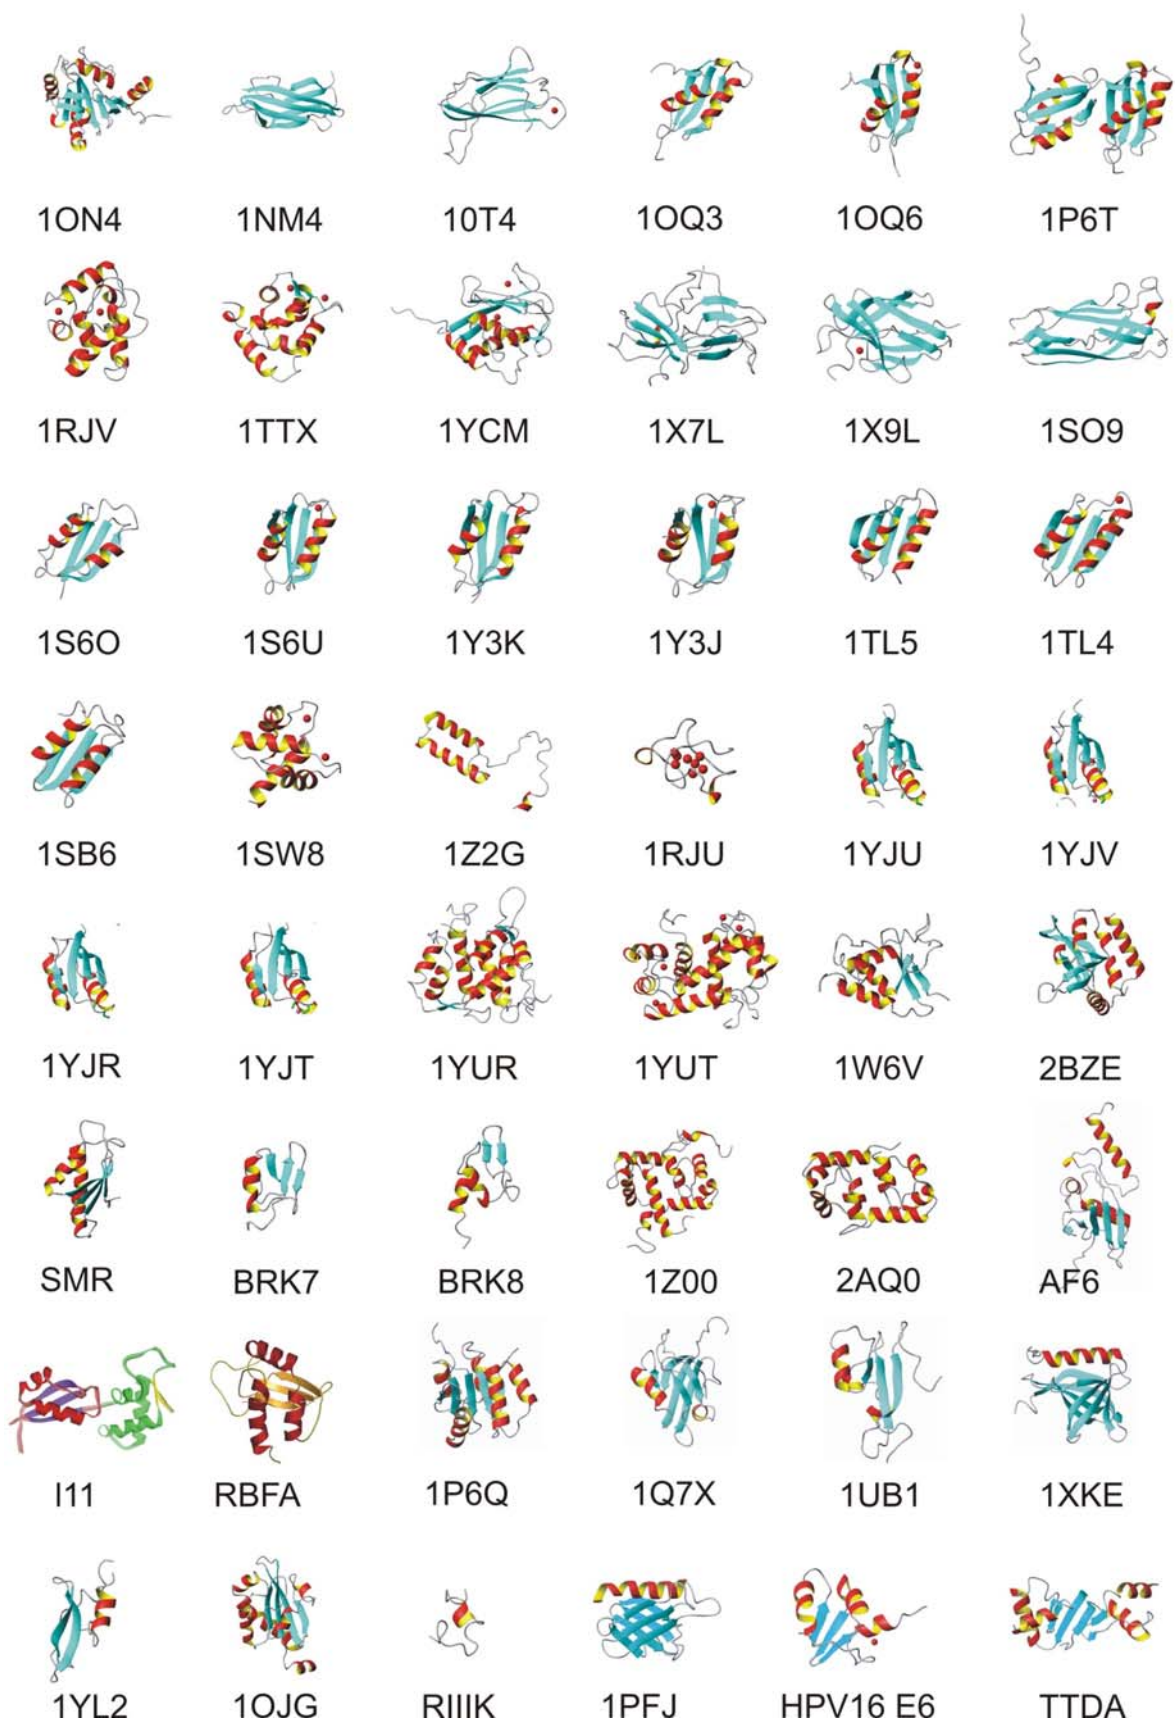 1ON4 1NM4 10T4 1OQ3 1OQ6 1P6T
1RJV 1TTX 1YCM 1X7L 1X9L 1SO9
1S6O 1S6U 1Y3K 1Y3J 1TL5 1TL4
1SB6 1SW8 1Z2G 1RJU 1YJU 1YJV
1YJR 1YJT 1YUR 1YUT 1W6V 2BZE
SMR BRK7 BRK8 1Z00 2AQ0 AF6
I11 RBFA 1P6Q 1Q7X 1UB1 1XKE
1YL2 1OJG RIIIK 1PFJ HPV16 E6 TTDA